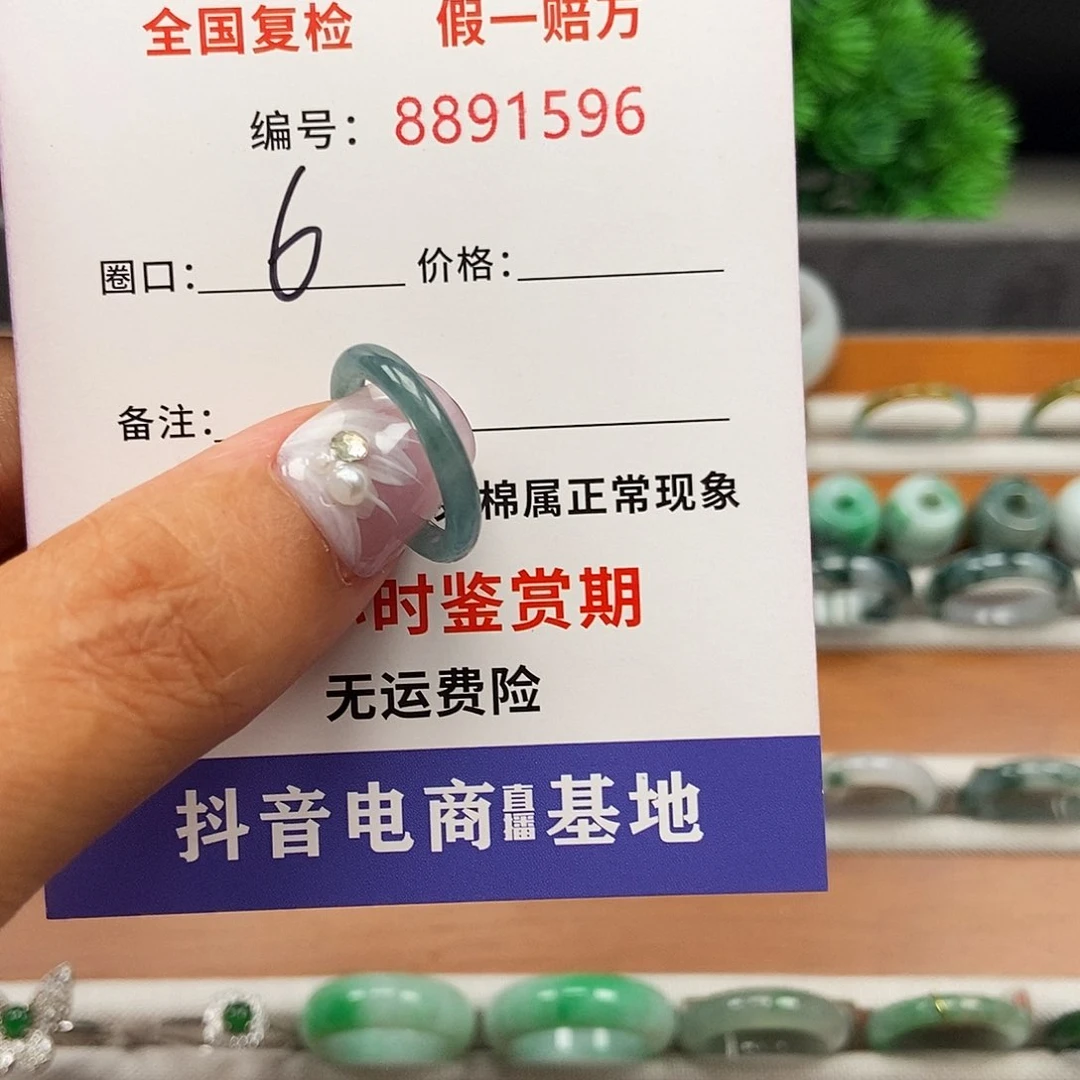 全国复检 假一赔万
编号： 8891596
圈口： 6 价格：
备注：
棉属正常现象
时鉴赏期
无运费险
抖音电商直播基地